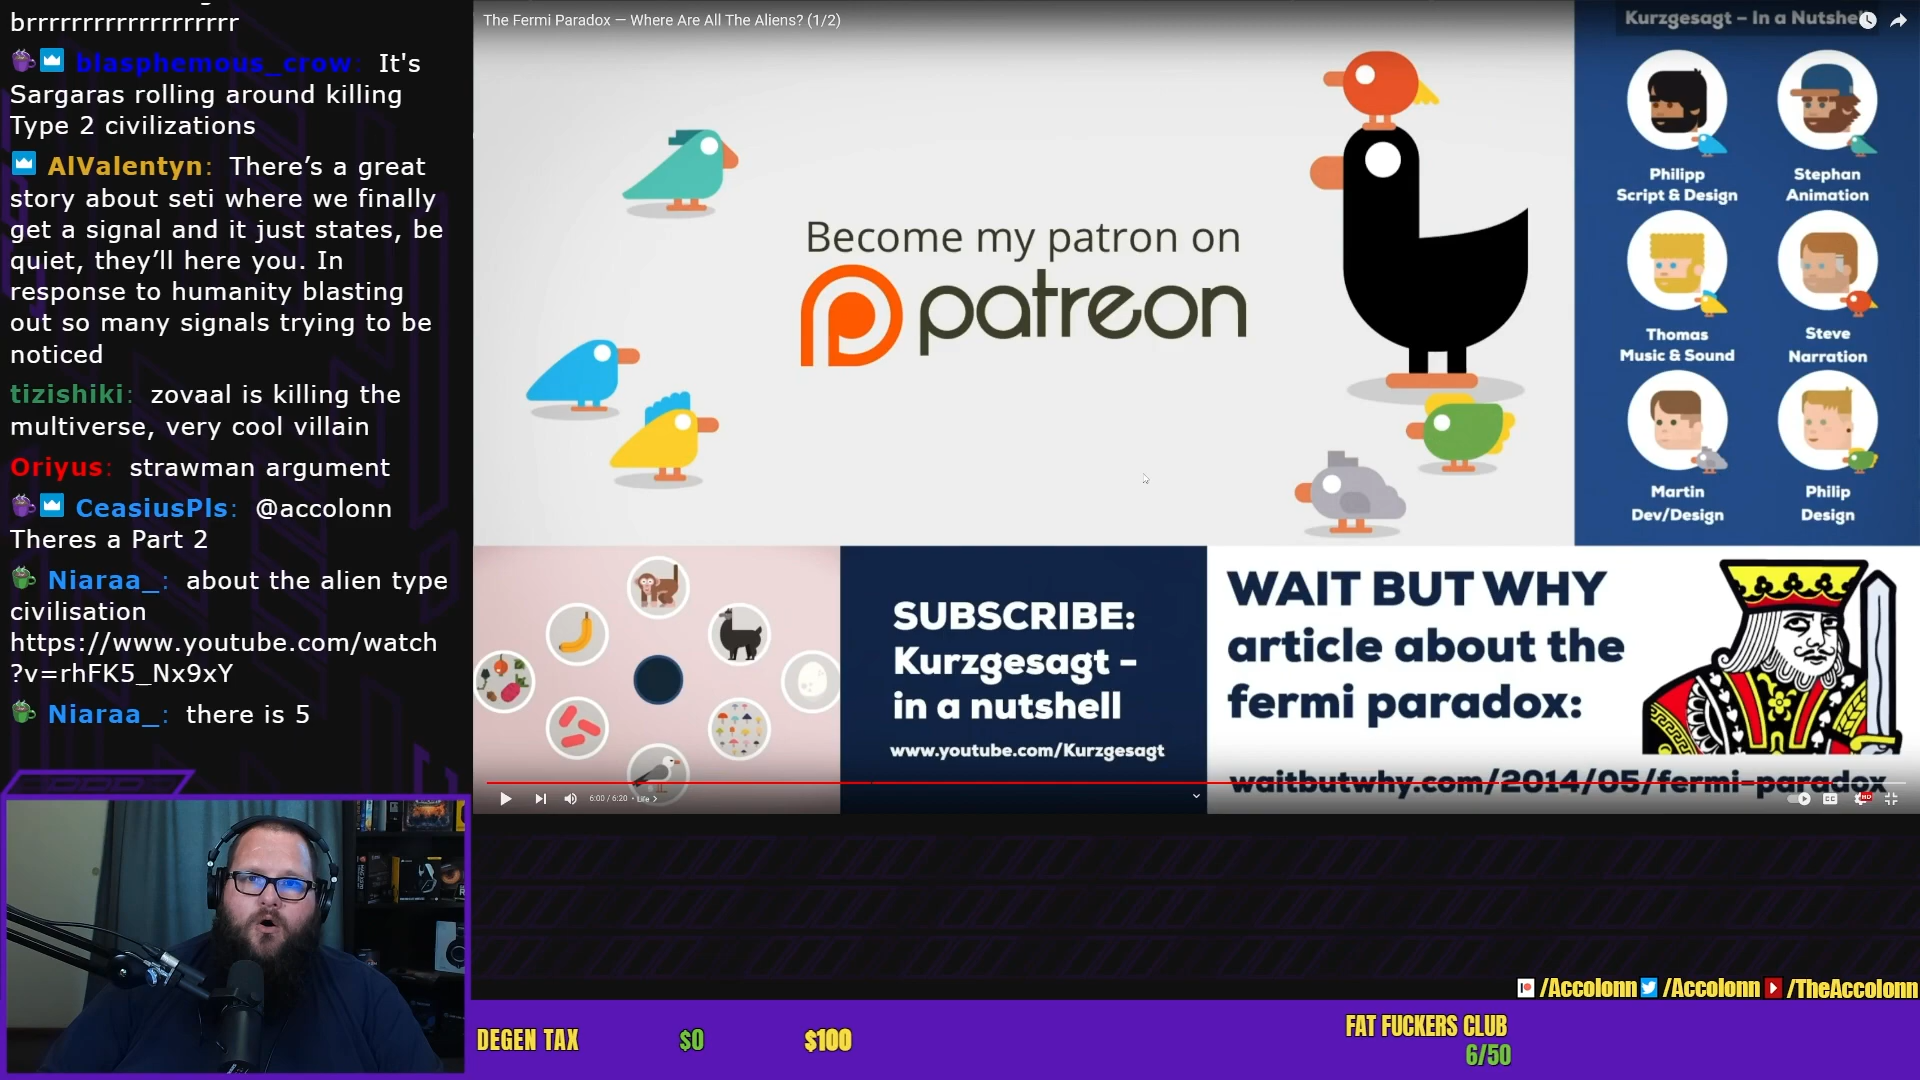 brrrrrrrrrrrrrrrrrrr
blasphemous_crow: It's
Sargaras rolling around killing
Type 2 civilizations
AlValentyn: There’s a great
story about seti where we finally
get a signal and it just states, be
quiet, they’ll here you. In
response to humanity blasting
out so many signals trying to be
noticed
tizishiki: zovaal is killing the
multiverse, very cool villain
Oriyus: strawman argument
CeasiusPls: @accolonn
Theres a Part 2
Niaraa_: about the alien type
civilisation
https://www.youtube.com/watch
?v=rhFK5_Nx9xY
Niaraa_: there is 5
The Fermi Paradox — Where Are All The Aliens? (1/2)
Become my patron on
patreon
Kurzgesagt – In a Nutshell
Philipp
Script & Design
Stephan
Animation
Thomas
Music & Sound
Steve
Narration
Martin
Dev/Design
Philip
Design
SUBSCRIBE:
Kurzgesagt –
in a nutshell
www.youtube.com/Kurzgesagt
WAIT BUT WHY
article about the
fermi paradox:
waitbutwhy.com/2014/05/fermi-paradox
6:00 / 6:20 • Life >
CC
HD
/Accolonn /Accolonn /TheAccolonn
DEGEN TAX $0 $100
FAT FUCKERS CLUB
6/50